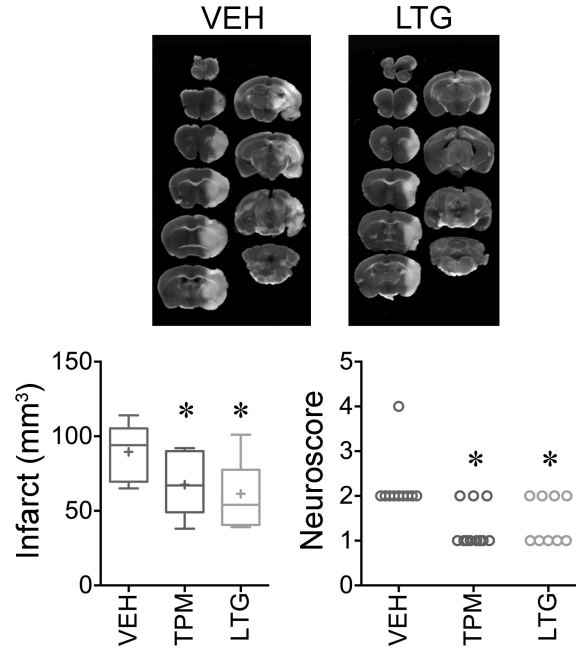 VEH LTG
150
100
50
0
Infarct (mm³)
* *
VEH TPM LTG
5
4
3
2
1
0
Neuroscore
* *
VEH TPM LTG